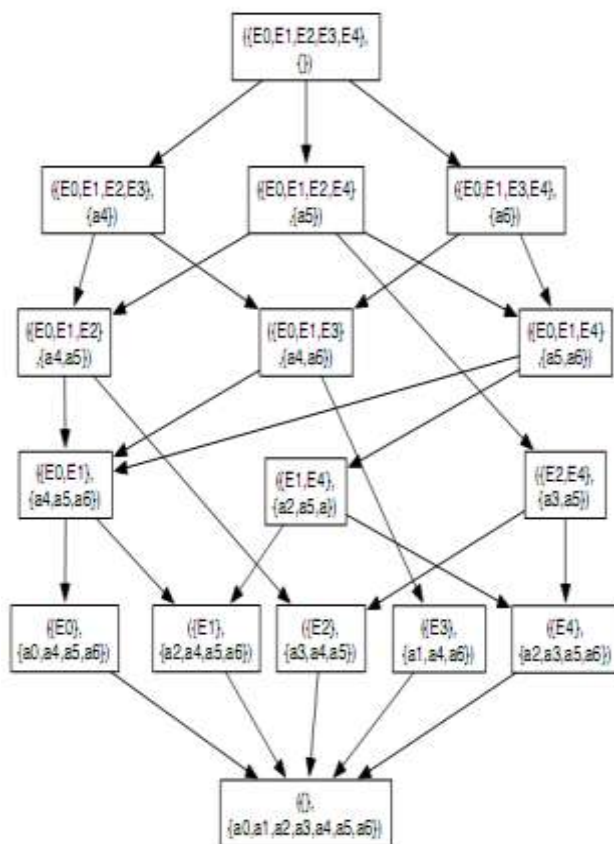 ({E0,E1,E2,E3,E4},
{})
({E0,E1,E2,E3},
{a4})
({E0,E1,E2,E4}
,{a5})
({E0,E1,E3,E4},
{a6})
({E0,E1,E2}
,{a4,a5})
({E0,E1,E3}
,{a4,a6})
({E0,E1,E4}
,{a5,a6})
({E0,E1},
{a4,a5,a6})
({E1,E4},
{a2,a5,a})
({E2,E4},
{a3,a5})
({E0},
{a0,a4,a5,a6})
({E1},
{a2,a4,a5,a6})
({E2},
{a3,a4,a5})
({E3},
{a1,a4,a6})
({E4},
{a2,a3,a5,a6})
({},
{a0,a1,a2,a3,a4,a5,a6})